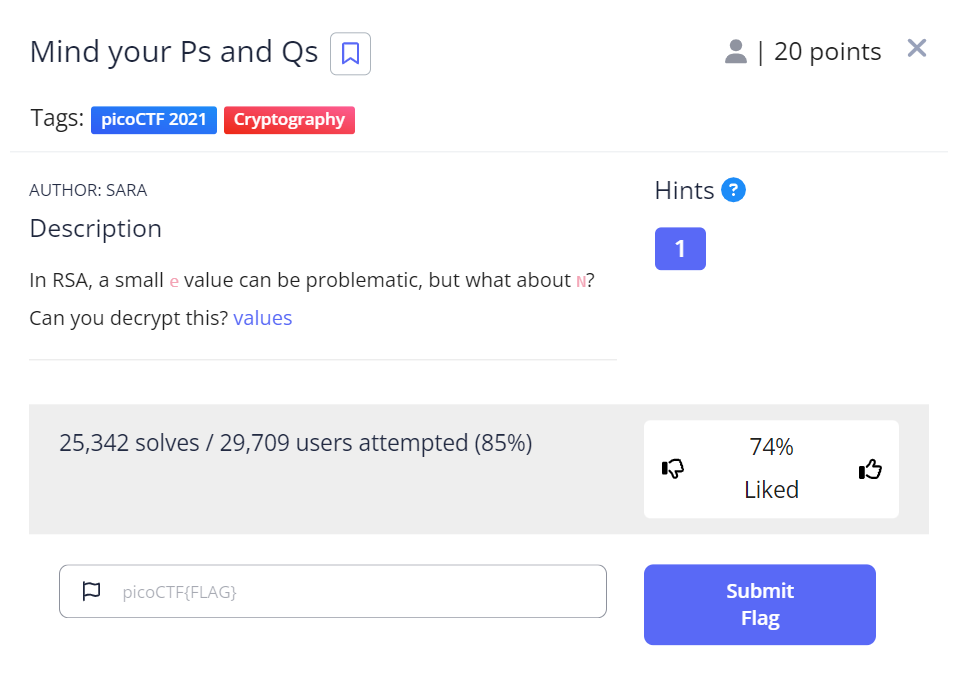 Mind your Ps and Qs
| 20 points
Tags: picoCTF 2021 Cryptography
AUTHOR: SARA
Description
In RSA, a small e value can be problematic, but what about N?
Can you decrypt this? values
Hints ?
1
25,342 solves / 29,709 users attempted (85%)
74%
Liked
picoCTF{FLAG}
Submit
Flag